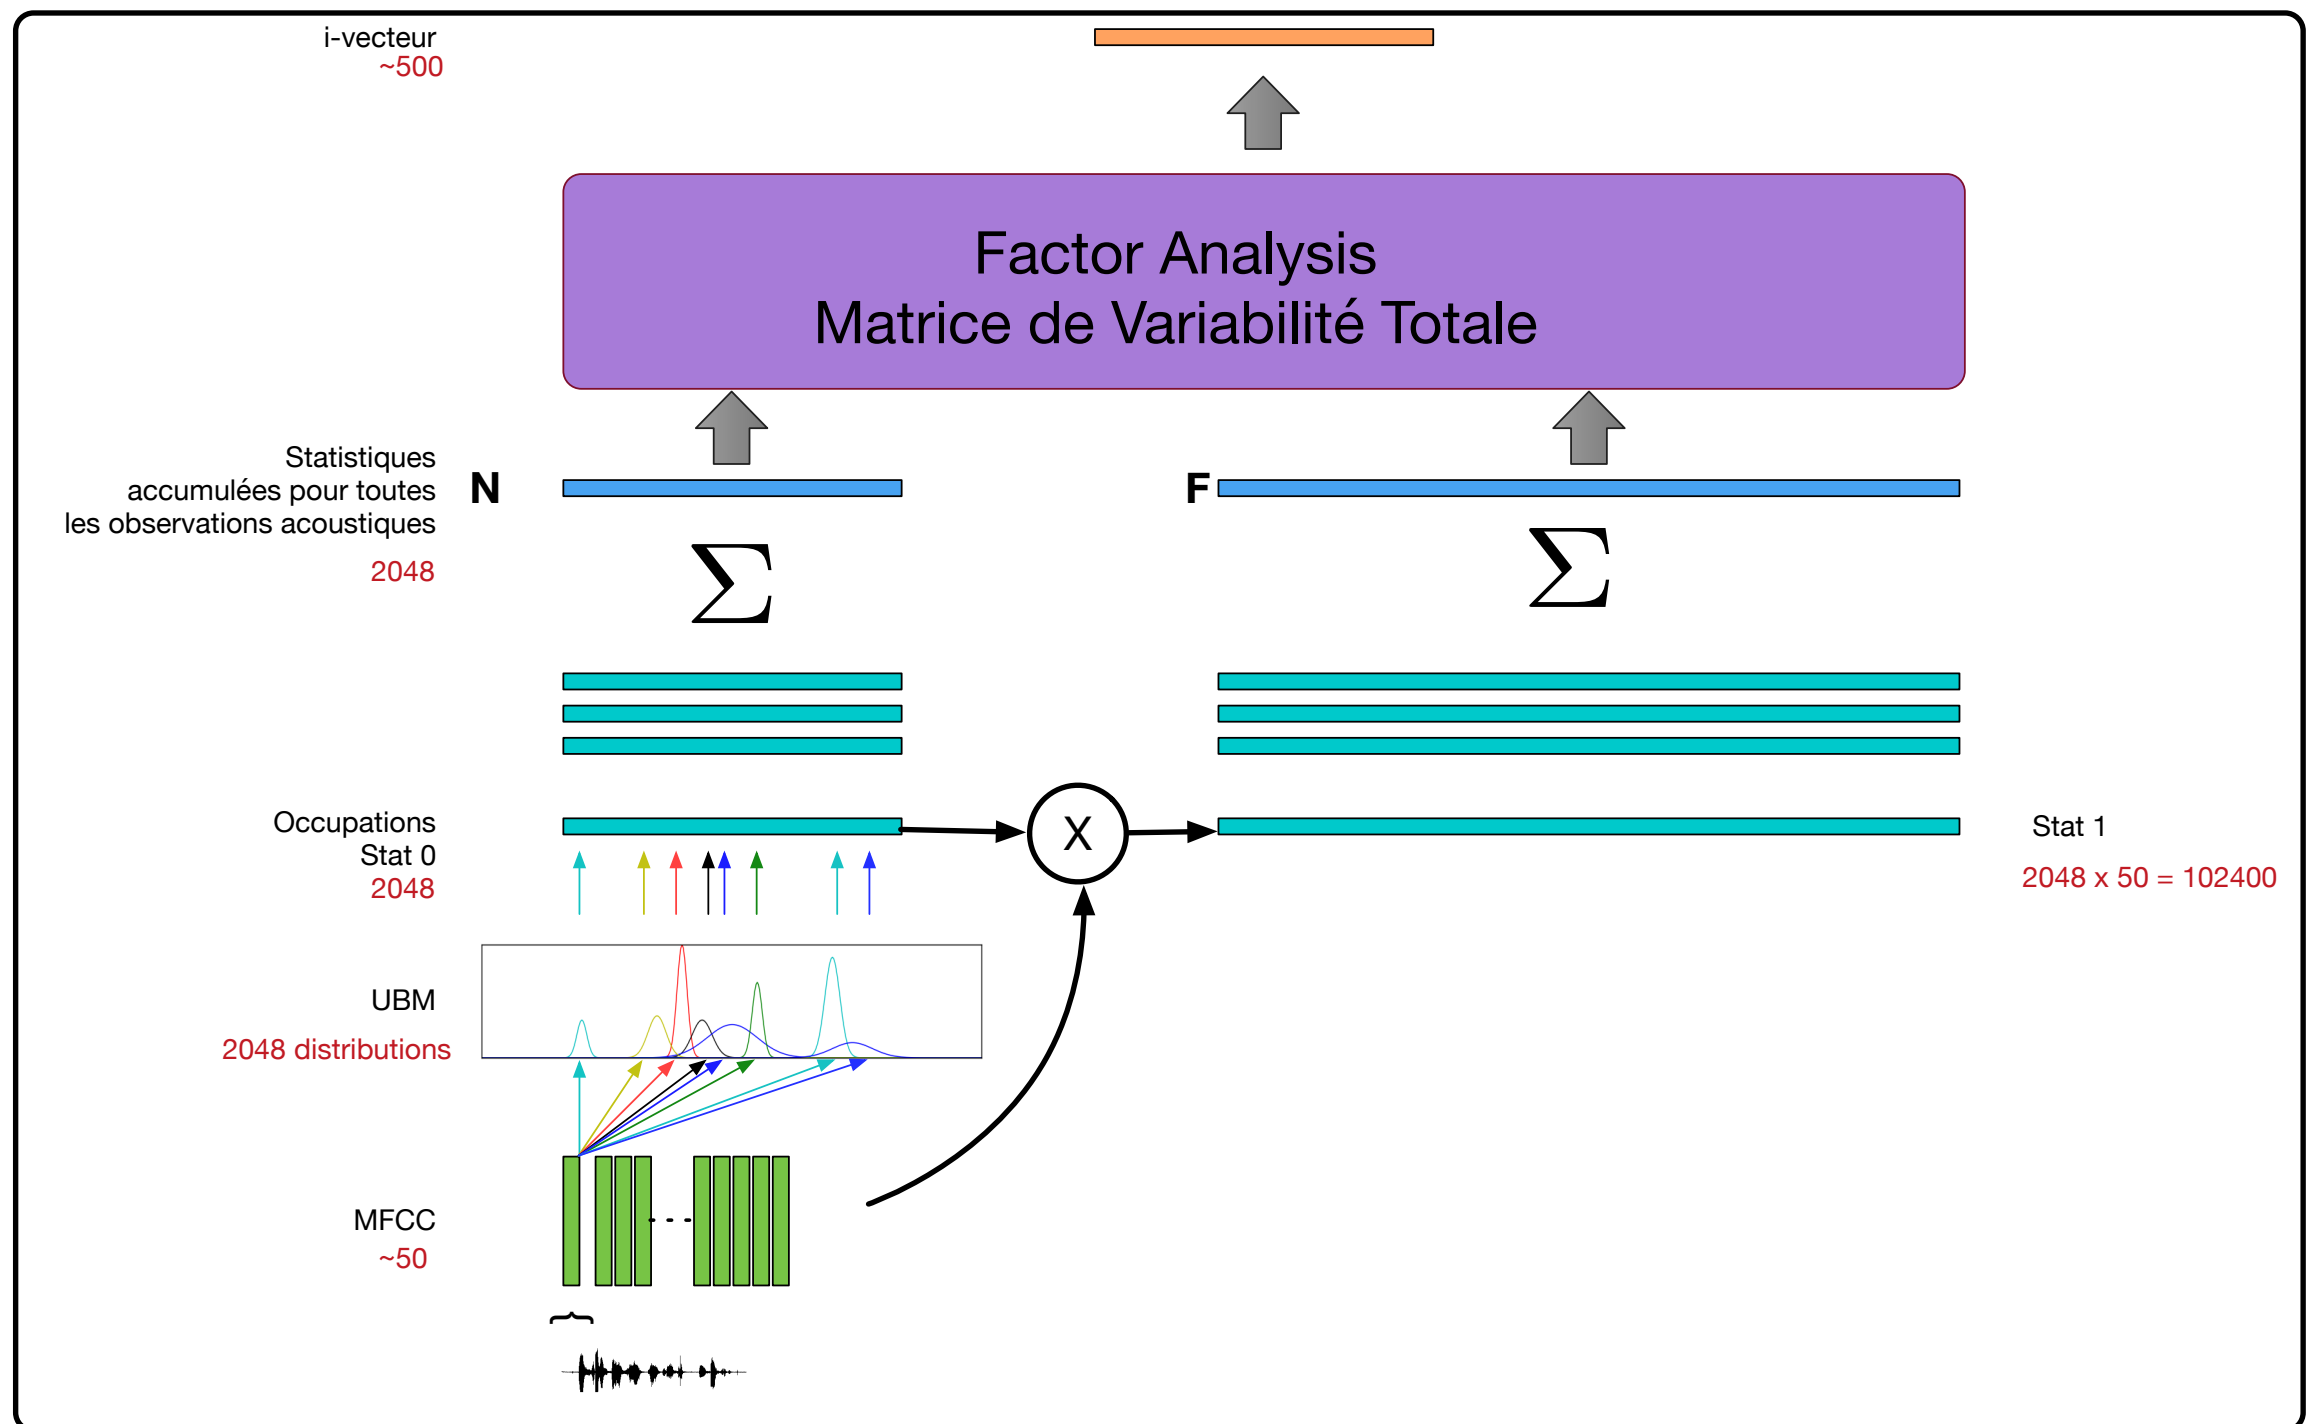 i-vecteur
~500
Factor Analysis
Matrice de Variabilité Totale
Statistiques
accumulées pour toutes
les observations acoustiques
2048
N
F
∑
∑
Occupations
Stat 0
2048
X
Stat 1
2048 x 50 = 102400
UBM
2048 distributions
MFCC
~50